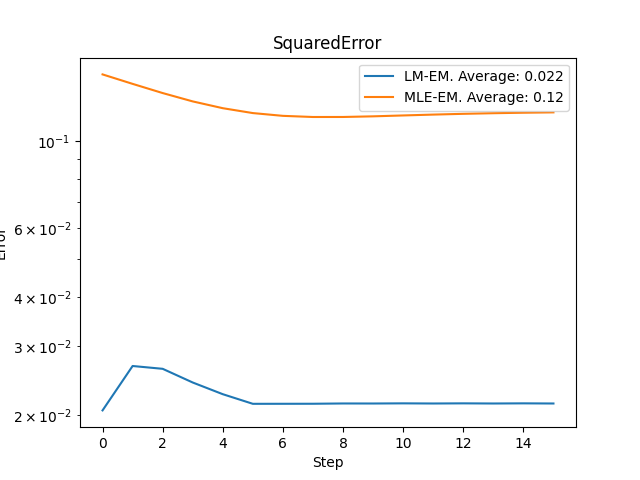 SquaredError
LM-EM. Average: 0.022
MLE-EM. Average: 0.12
10⁻¹
6 × 10⁻²
4 × 10⁻²
3 × 10⁻²
2 × 10⁻²
Error
0 2 4 6 8 10 12 14
Step